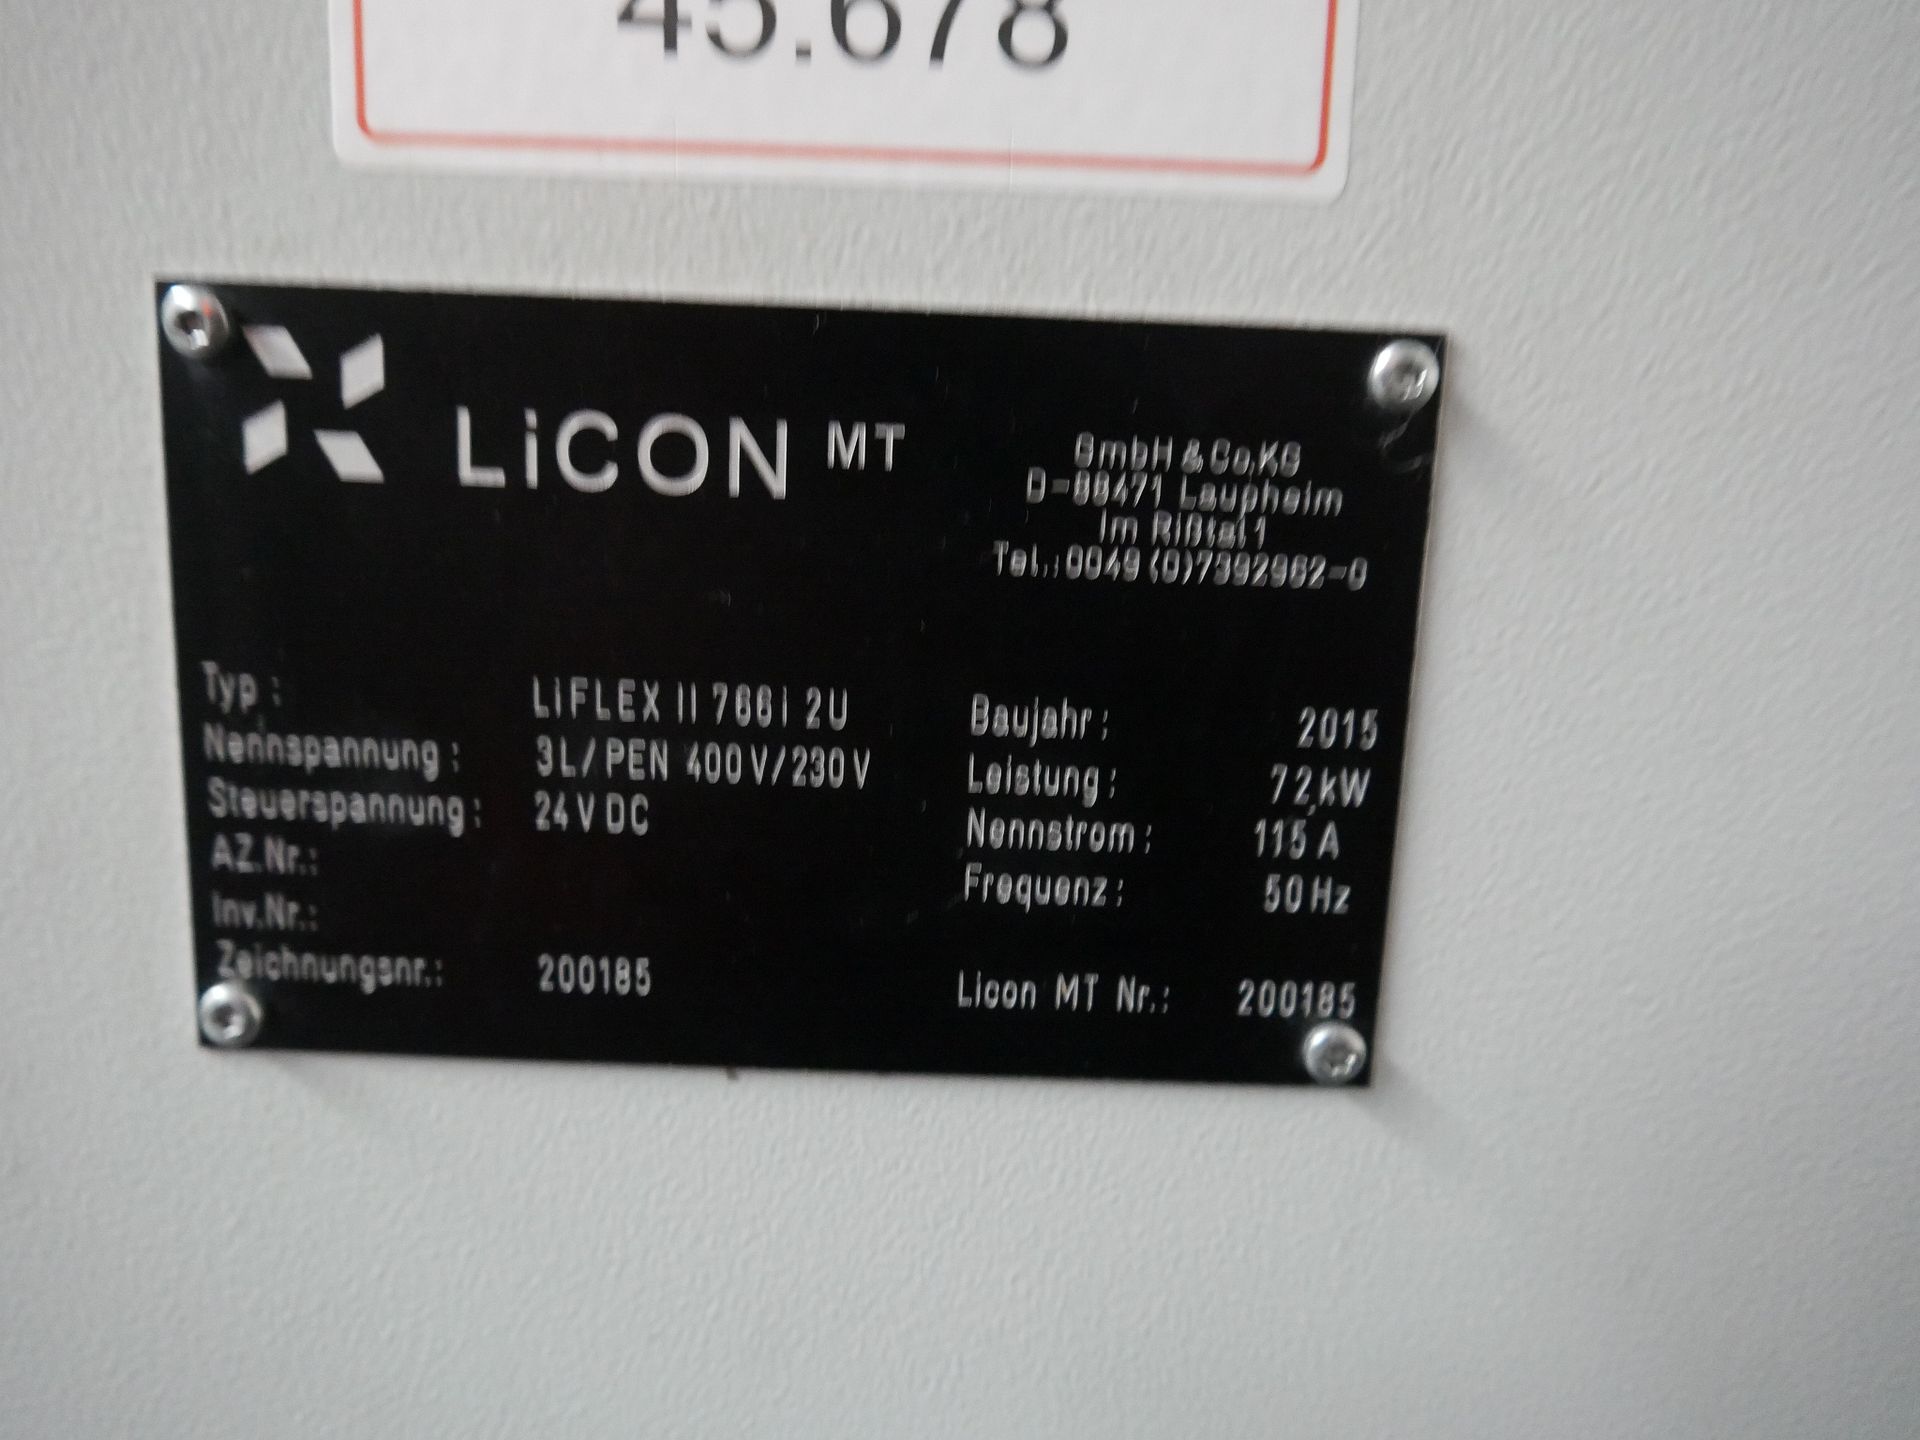 45.678
LiCON MT
GmbH & Co.KG
D-88471 Laupheim
Im Rißtal 1
Tel.:0049 (0)7392962-0
Typ: LiFLEX II 766i 2U
Nennspannung: 3L/PEN 400V/230V
Steuerspannung: 24V DC
AZ.Nr.:
Inv.Nr.:
Zeichnungsnr.: 200185
Baujahr: 2015
Leistung: 72,kW
Nennstrom: 115 A
Frequenz: 50 Hz
Licon MT Nr.: 200185